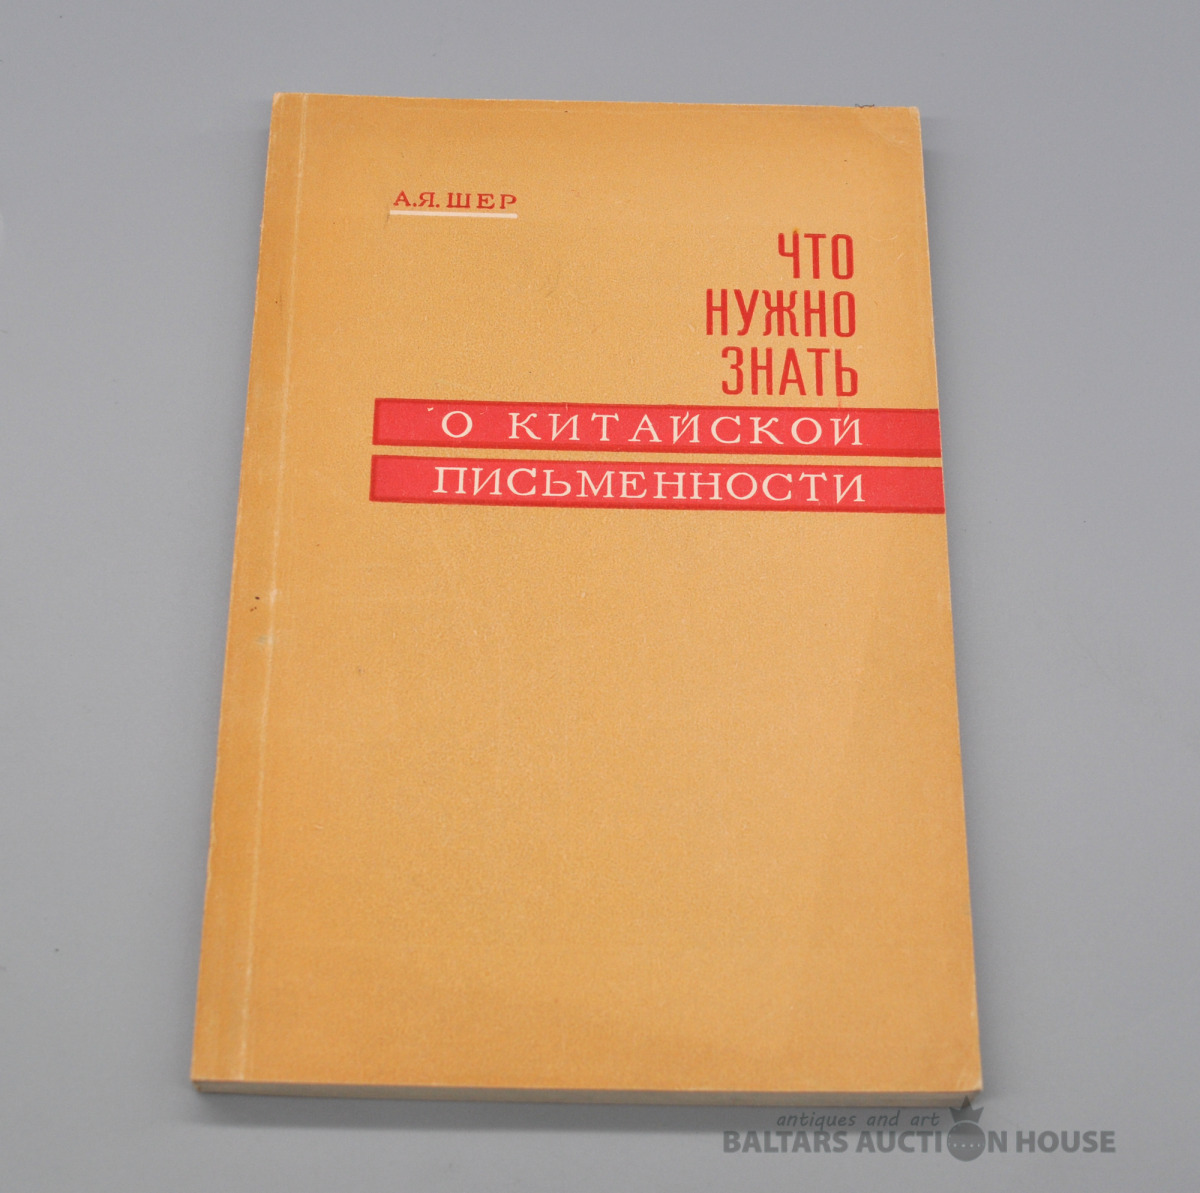 А.Я. ШЕР
ЧТО
НУЖНО
ЗНАТЬ
О КИТАЙСКОЙ
ПИСЬМЕННОСТИ
antiques and art
BALTARS AUCTION HOUSE